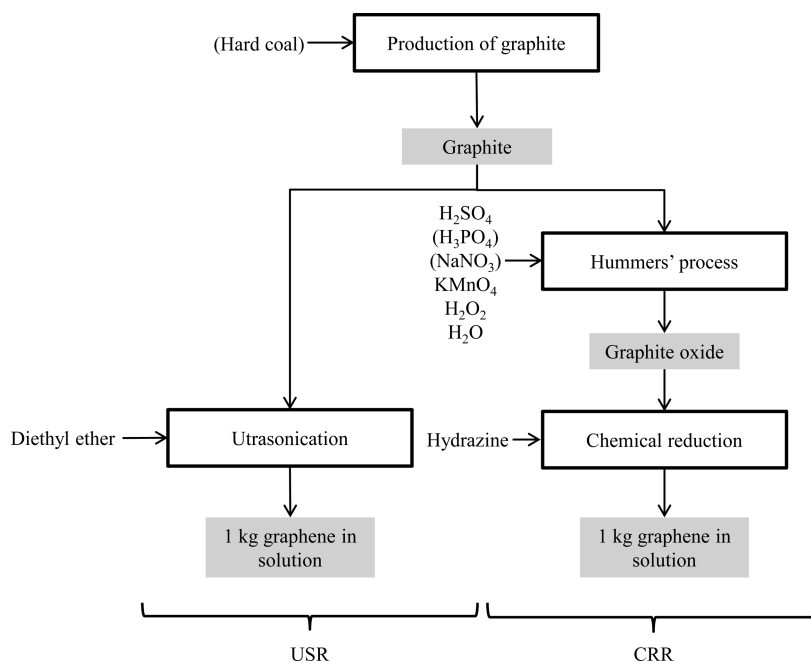 (Hard coal)
Production of graphite
Graphite
H₂SO₄
(H₃PO₄)
(NaNO₃)
KMnO₄
H₂O₂
H₂O
Hummers' process
Graphite oxide
Diethyl ether
Utrasonication
Hydrazine
Chemical reduction
1 kg graphene in
solution
1 kg graphene in
solution
USR
CRR